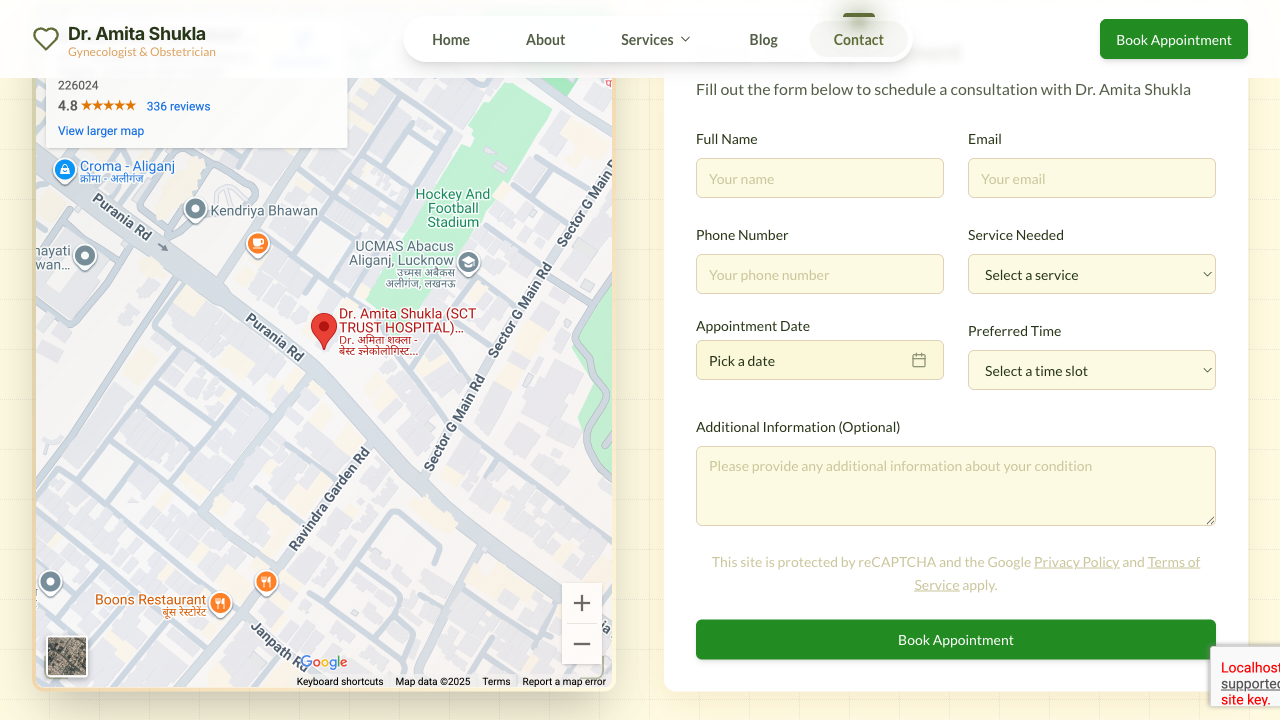 Dr. Amita Shukla
Gynecologist & Obstetrician
Home
About
Services
Blog
Contact
Book Appointment
226024
4.8
336 reviews
View larger map
Croma - Aliganj
क्रोमा - अलीगंज
Kendriya Bhawan
Purania Rd
nayati
wan...
Hockey And
Football
Stadium
UCMAS Abacus
Aliganj, Lucknow
उच्मस अबैकस
अलीगंज, लखनऊ
Sector G Main R
Sector G Main Rd
Sector G Main Rd
Dr. Amita Shukla (SCT
TRUST HOSPITAL)...
Dr. अमिता शुक्ला -
बेस्ट ज्ञ्नेकोलोगिस्ट...
Purania Rd
Ravindra Garden Rd
Boons Restaurant
बूंस रेस्टोरेंट
Janpath Rd
Google
Keyboard shortcuts
Map data ©2025
Terms
Report a map error
Fill out the form below to schedule a consultation with Dr. Amita Shukla
Full Name
Email
Your name
Your email
Phone Number
Service Needed
Your phone number
Select a service
Appointment Date
Preferred Time
Pick a date
Select a time slot
Additional Information (Optional)
Please provide any additional information about your condition
This site is protected by reCAPTCHA and the Google Privacy Policy and Terms of
Service apply.
Book Appointment
Localhost
supported
site key.